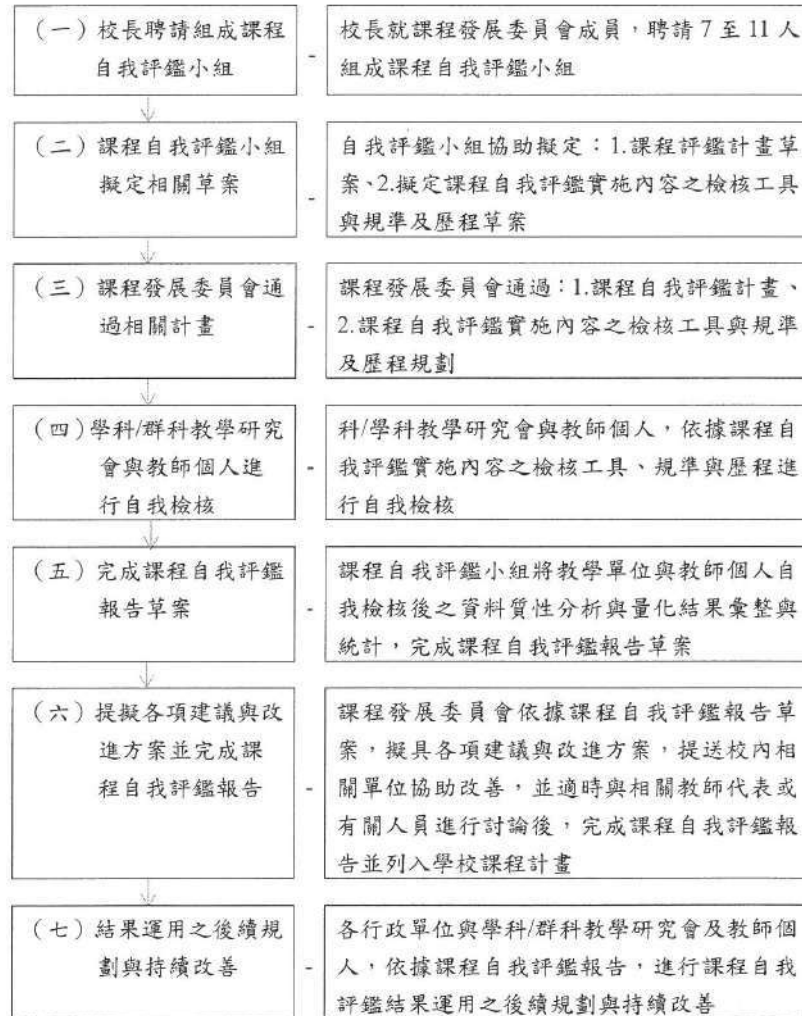 （一）校長聘請組成課程
自我評鑑小組
-
校長就課程發展委員會成員，聘請 7 至 11 人
組成課程自我評鑑小組
（二）課程自我評鑑小組
擬定相關草案
-
自我評鑑小組協助擬定：1.課程評鑑計畫草
案、2.擬定課程自我評鑑實施內容之檢核工具
與規準及歷程草案
（三）課程發展委員會通
過相關計畫
-
課程發展委員會通過：1.課程自我評鑑計畫、
2.課程自我評鑑實施內容之檢核工具與規準
及歷程規劃
（四）學科/群科教學研究
會與教師個人進
行自我檢核
-
科/學科教學研究會與教師個人，依據課程自
我評鑑實施內容之檢核工具、規準與歷程進
行自我檢核
（五）完成課程自我評鑑
報告草案
-
課程自我評鑑小組將教學單位與教師個人自
我檢核後之資料質性分析與量化結果彙整與
統計，完成課程自我評鑑報告草案
（六）提擬各項建議與改
進方案並完成課
程自我評鑑報告
-
課程發展委員會依據課程自我評鑑報告草
案，擬具各項建議與改進方案，提送校內相
關單位協助改善，並適時與相關教師代表或
有關人員進行討論後，完成課程自我評鑑報
告並列入學校課程計畫
（七）結果運用之後續規
劃與持續改善
-
各行政單位與學科/群科教學研究會及教師個
人，依據課程自我評鑑報告，進行課程自我
評鑑結果運用之後續規劃與持續改善